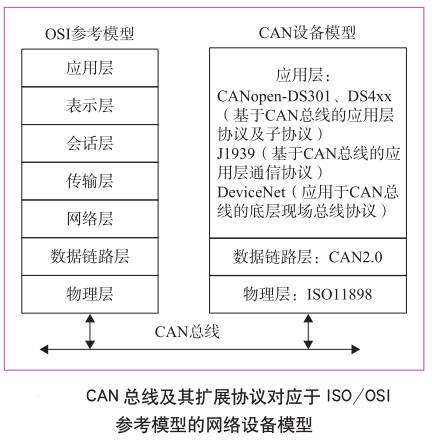 OSI参考模型
应用层
表示层
会话层
传输层
网络层
数据链路层
物理层
CAN设备模型
应用层：
CANopen-DS301、DS4xx
（基于CAN总线的应用层
协议及子协议）
J1939（基于CAN总线的应
用层通信协议）
DeviceNet（应用于CAN总
线的底层现场总线协议）
数据链路层：CAN2.0
物理层：ISO11898
CAN总线
CAN 总线及其扩展协议对应于 ISO/OSI
参考模型的网络设备模型